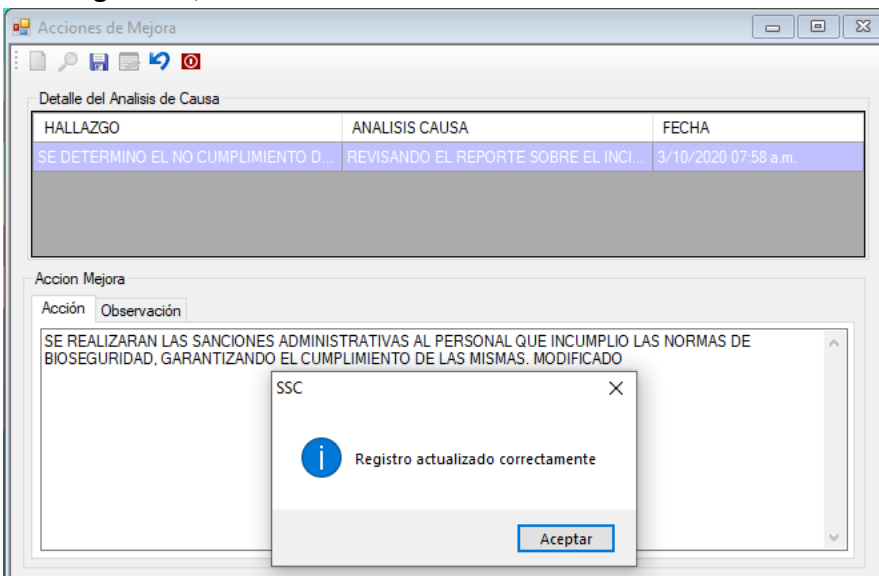 Acciones de Mejora
Detalle del Analisis de Causa
HALLAZGO ANALISIS CAUSA FECHA
SE DETERMINO EL NO CUMPLIMIENTO D... REVISANDO EL REPORTE SOBRE EL INCI... 3/10/2020 07:58 a.m.
Accion Mejora
Acción Observación
SE REALIZARAN LAS SANCIONES ADMINISTRATIVAS AL PERSONAL QUE INCUMPLIO LAS NORMAS DE
BIOSEGURIDAD, GARANTIZANDO EL CUMPLIMIENTO DE LAS MISMAS. MODIFICADO
SSC
Registro actualizado correctamente
Aceptar